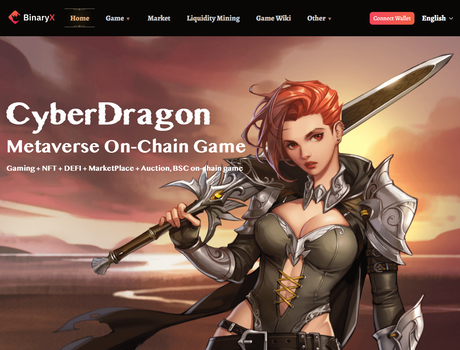 BinaryX
Home
Game
Market
Liquidity Mining
Game Wiki
Other
Connect Wallet
English
CyberDragon
Metaverse On-Chain Game
Gaming + NFT + DEFI + MarketPlace + Auction, BSC on-chain game